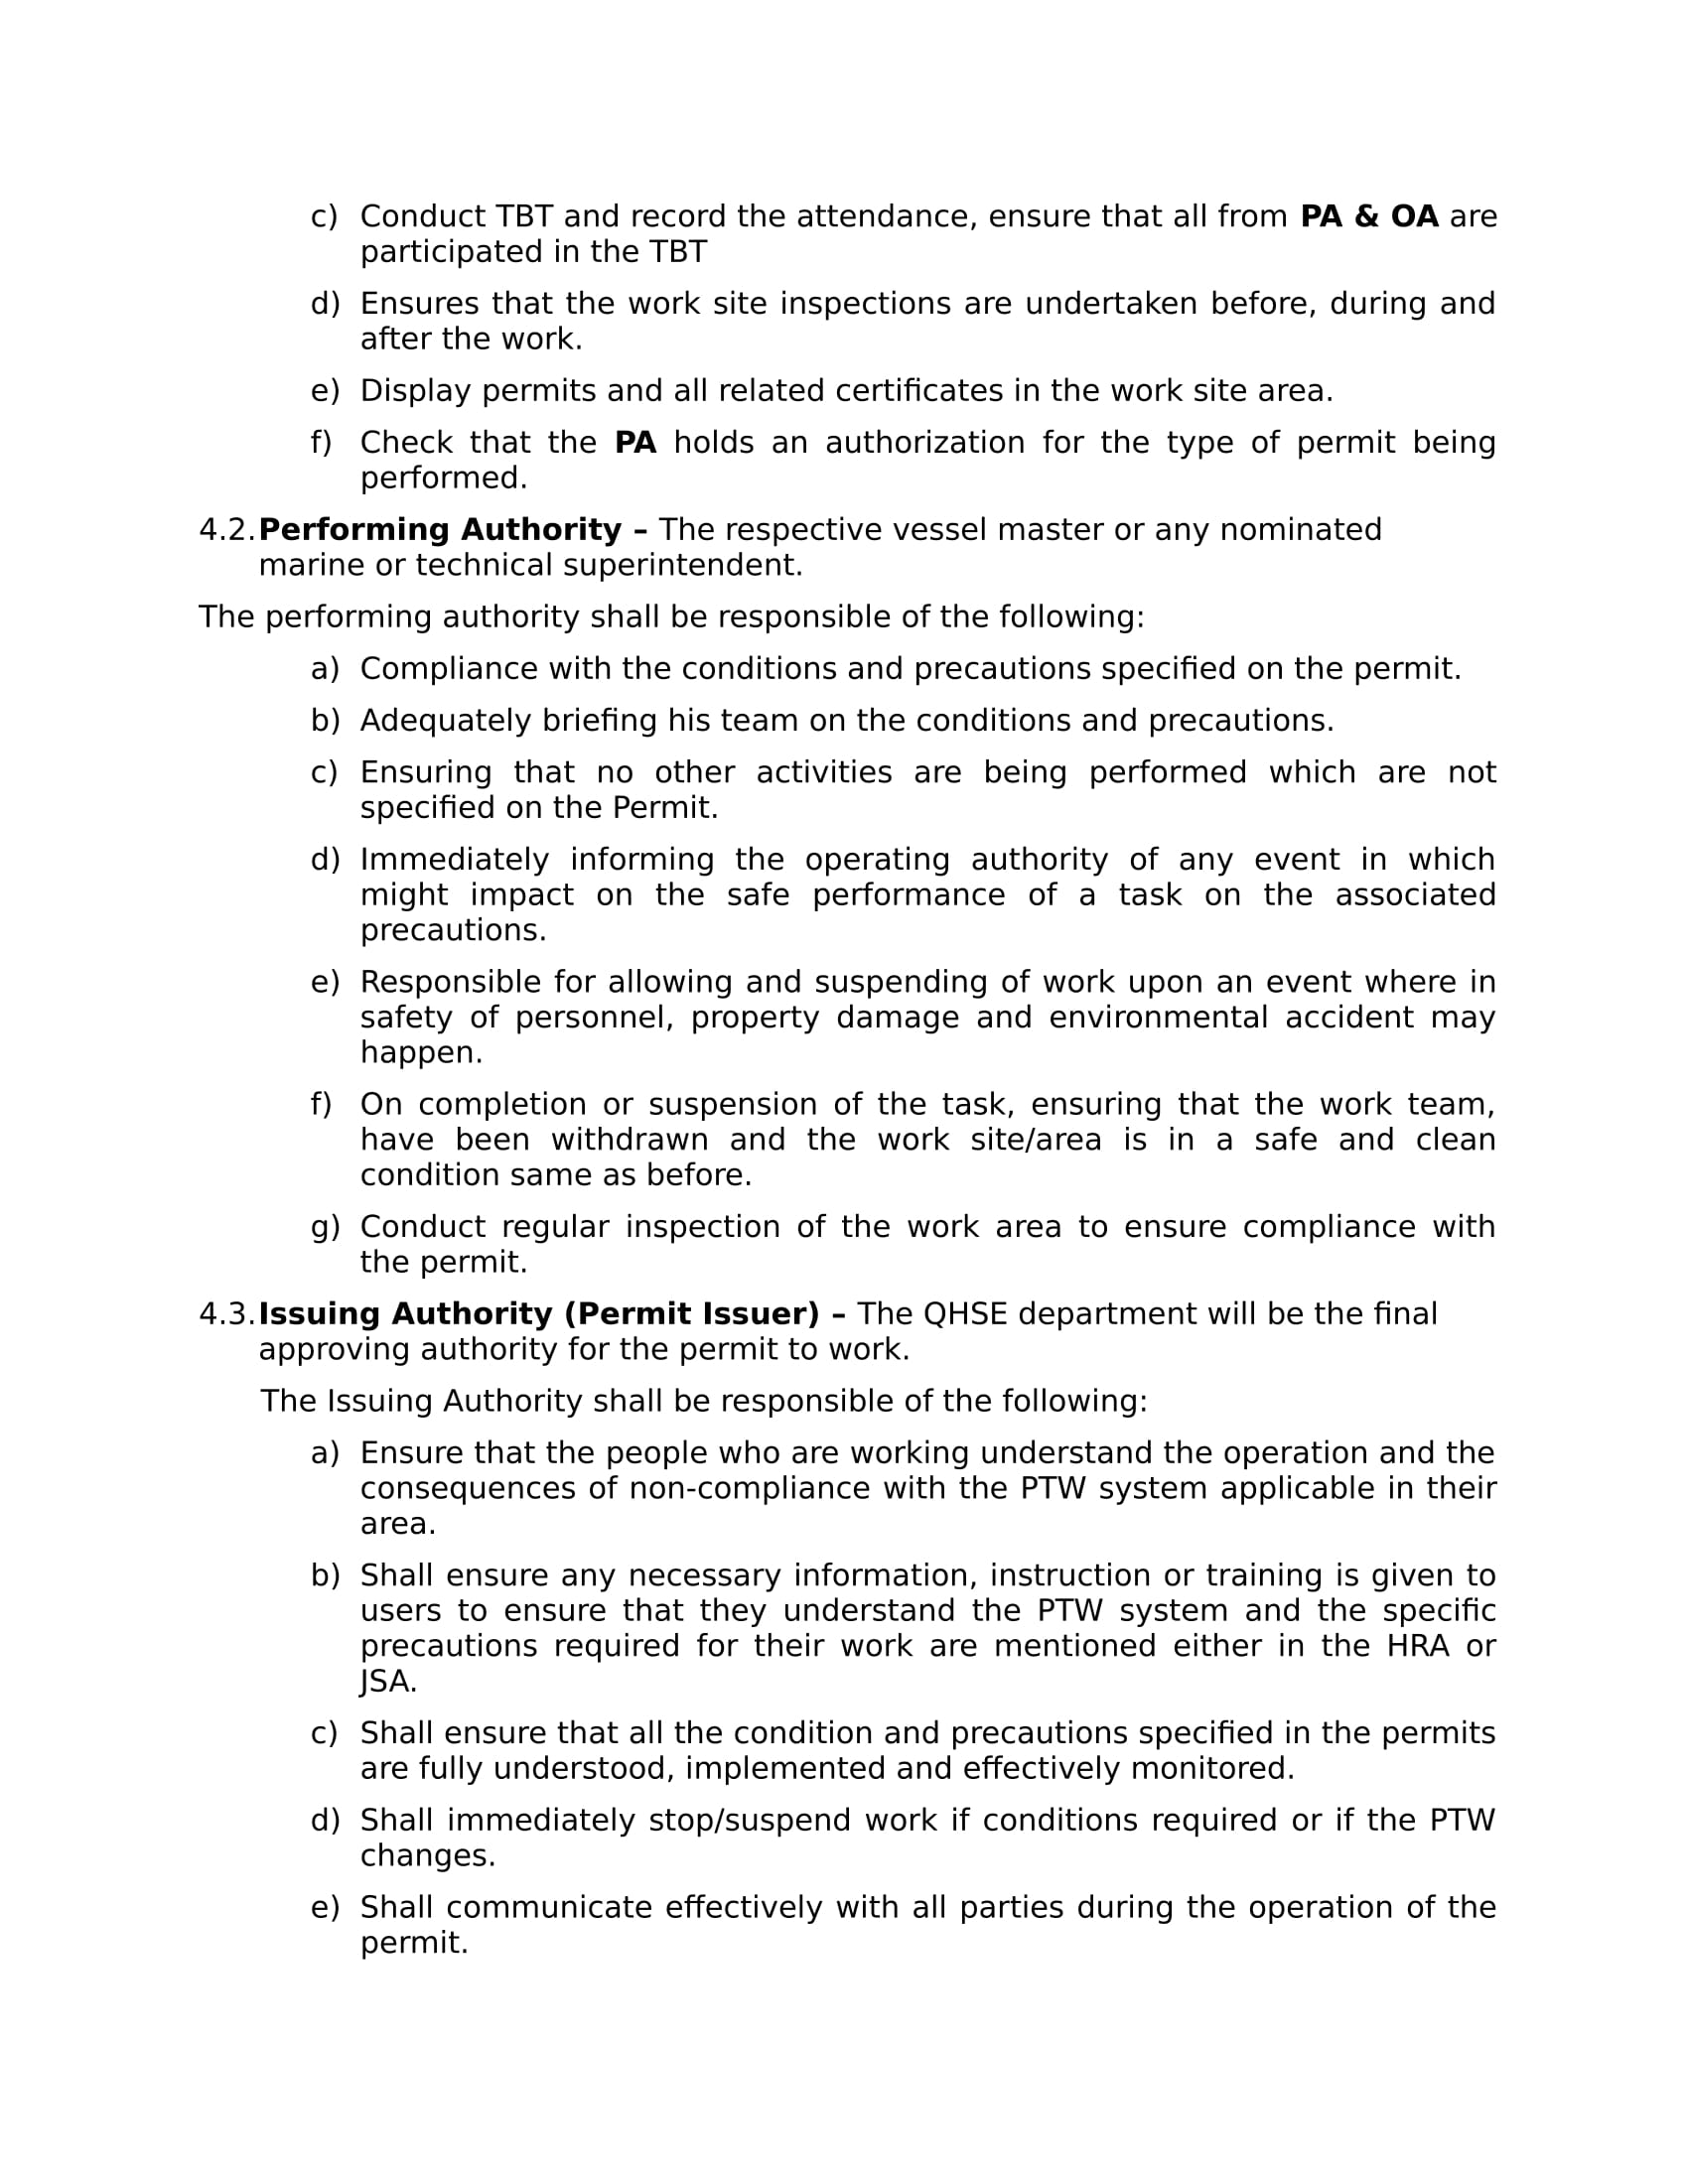 c) Conduct TBT and record the attendance, ensure that all from PA & OA are
participated in the TBT
d) Ensures that the work site inspections are undertaken before, during and
after the work.
e) Display permits and all related certificates in the work site area.
f) Check that the PA holds an authorization for the type of permit being
performed.
4.2. Performing Authority – The respective vessel master or any nominated
marine or technical superintendent.
The performing authority shall be responsible of the following:
a) Compliance with the conditions and precautions specified on the permit.
b) Adequately briefing his team on the conditions and precautions.
c) Ensuring that no other activities are being performed which are not
specified on the Permit.
d) Immediately informing the operating authority of any event in which
might impact on the safe performance of a task on the associated
precautions.
e) Responsible for allowing and suspending of work upon an event where in
safety of personnel, property damage and environmental accident may
happen.
f) On completion or suspension of the task, ensuring that the work team,
have been withdrawn and the work site/area is in a safe and clean
condition same as before.
g) Conduct regular inspection of the work area to ensure compliance with
the permit.
4.3. Issuing Authority (Permit Issuer) – The QHSE department will be the final
approving authority for the permit to work.
The Issuing Authority shall be responsible of the following:
a) Ensure that the people who are working understand the operation and the
consequences of non-compliance with the PTW system applicable in their
area.
b) Shall ensure any necessary information, instruction or training is given to
users to ensure that they understand the PTW system and the specific
precautions required for their work are mentioned either in the HRA or
JSA.
c) Shall ensure that all the condition and precautions specified in the permits
are fully understood, implemented and effectively monitored.
d) Shall immediately stop/suspend work if conditions required or if the PTW
changes.
e) Shall communicate effectively with all parties during the operation of the
permit.